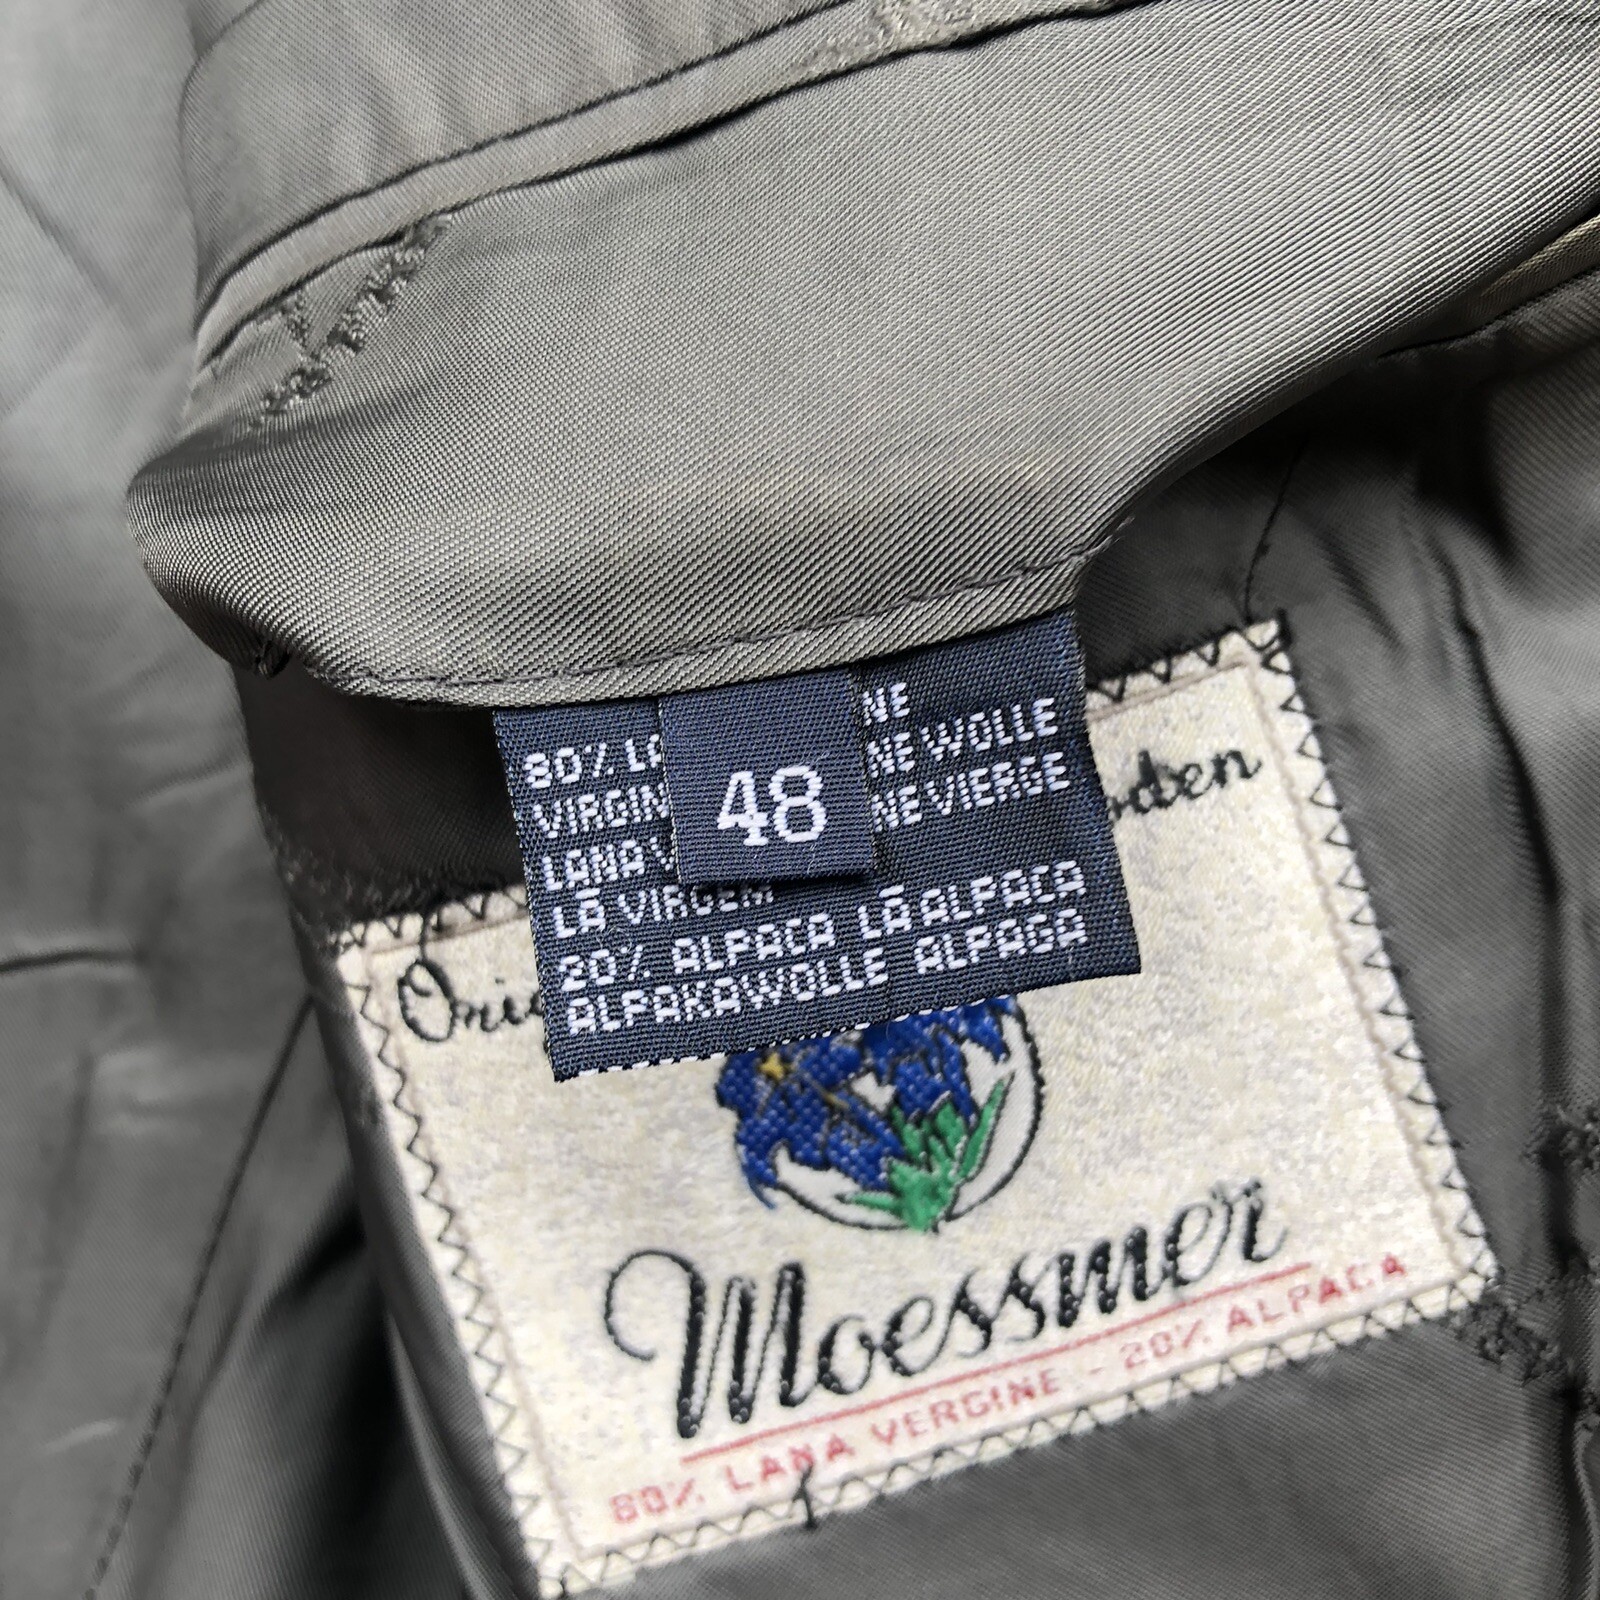 NE
80% L NE WOLLE
VIRGIN NE VIERGE
48
LANA V
LÃ VIRGEM
20% ALPACA LÃ ALPACA
ALPAKAWOLLE ALPAGA
Moessmer
80% LANA VERGINE - 20% ALPACA